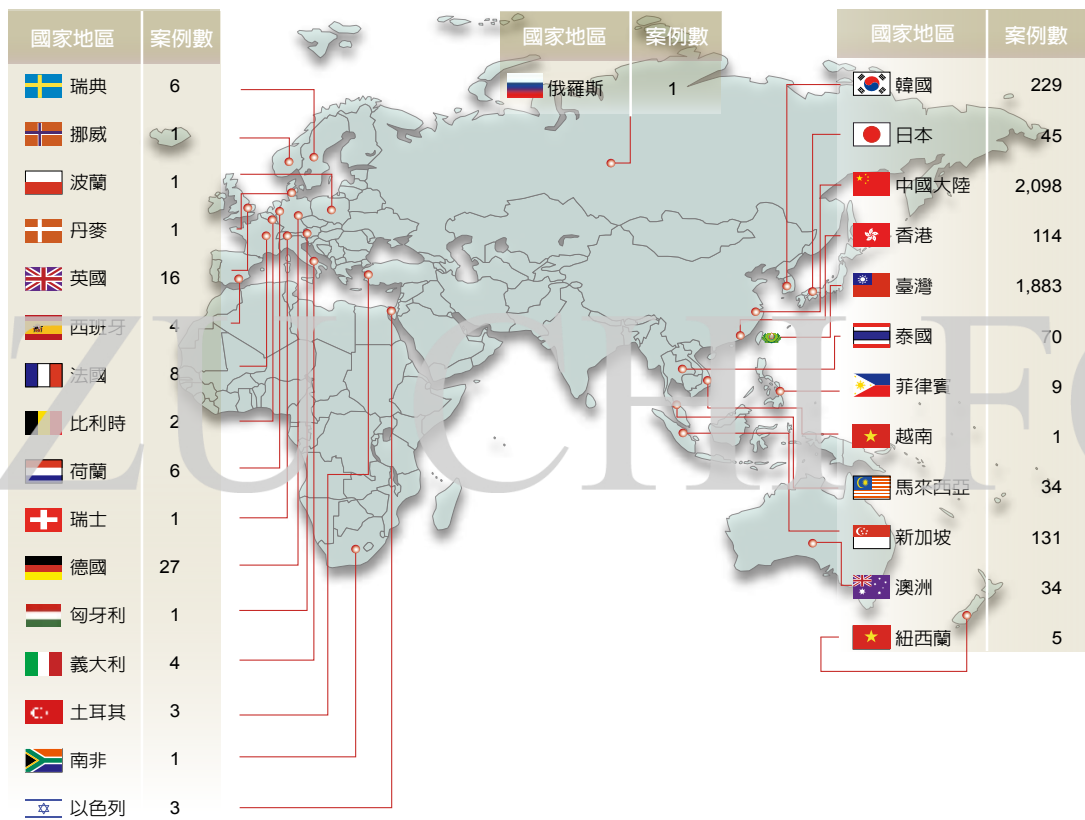 國家地區 案例數
瑞典 6
挪威 1
波蘭 1
丹麥 1
英國 16
西班牙 4
法國 8
比利時 2
荷蘭 6
瑞士 1
德國 27
匈牙利 1
義大利 4
土耳其 3
南非 1
以色列 3
國家地區 案例數
俄羅斯 1
國家地區 案例數
韓國 229
日本 45
中國大陸 2,098
香港 114
臺灣 1,883
泰國 70
菲律賓 9
越南 1
馬來西亞 34
新加坡 131
澳洲 34
紐西蘭 5
ZUCHIF